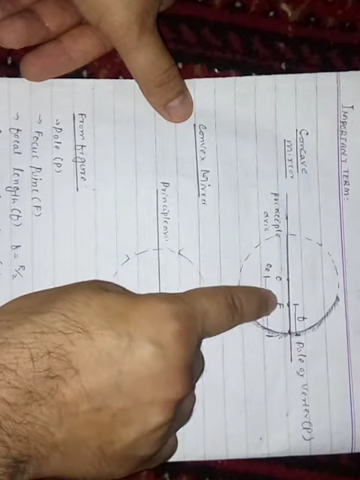 IMPORTANT TERM:
Concave
mirror
principle
axis
C
F
f
Pole or Vertex(P)
Convex Mirror
Principle
From figure
→ Pole (P)
→ Focus Point (F)
→ focal length (f)